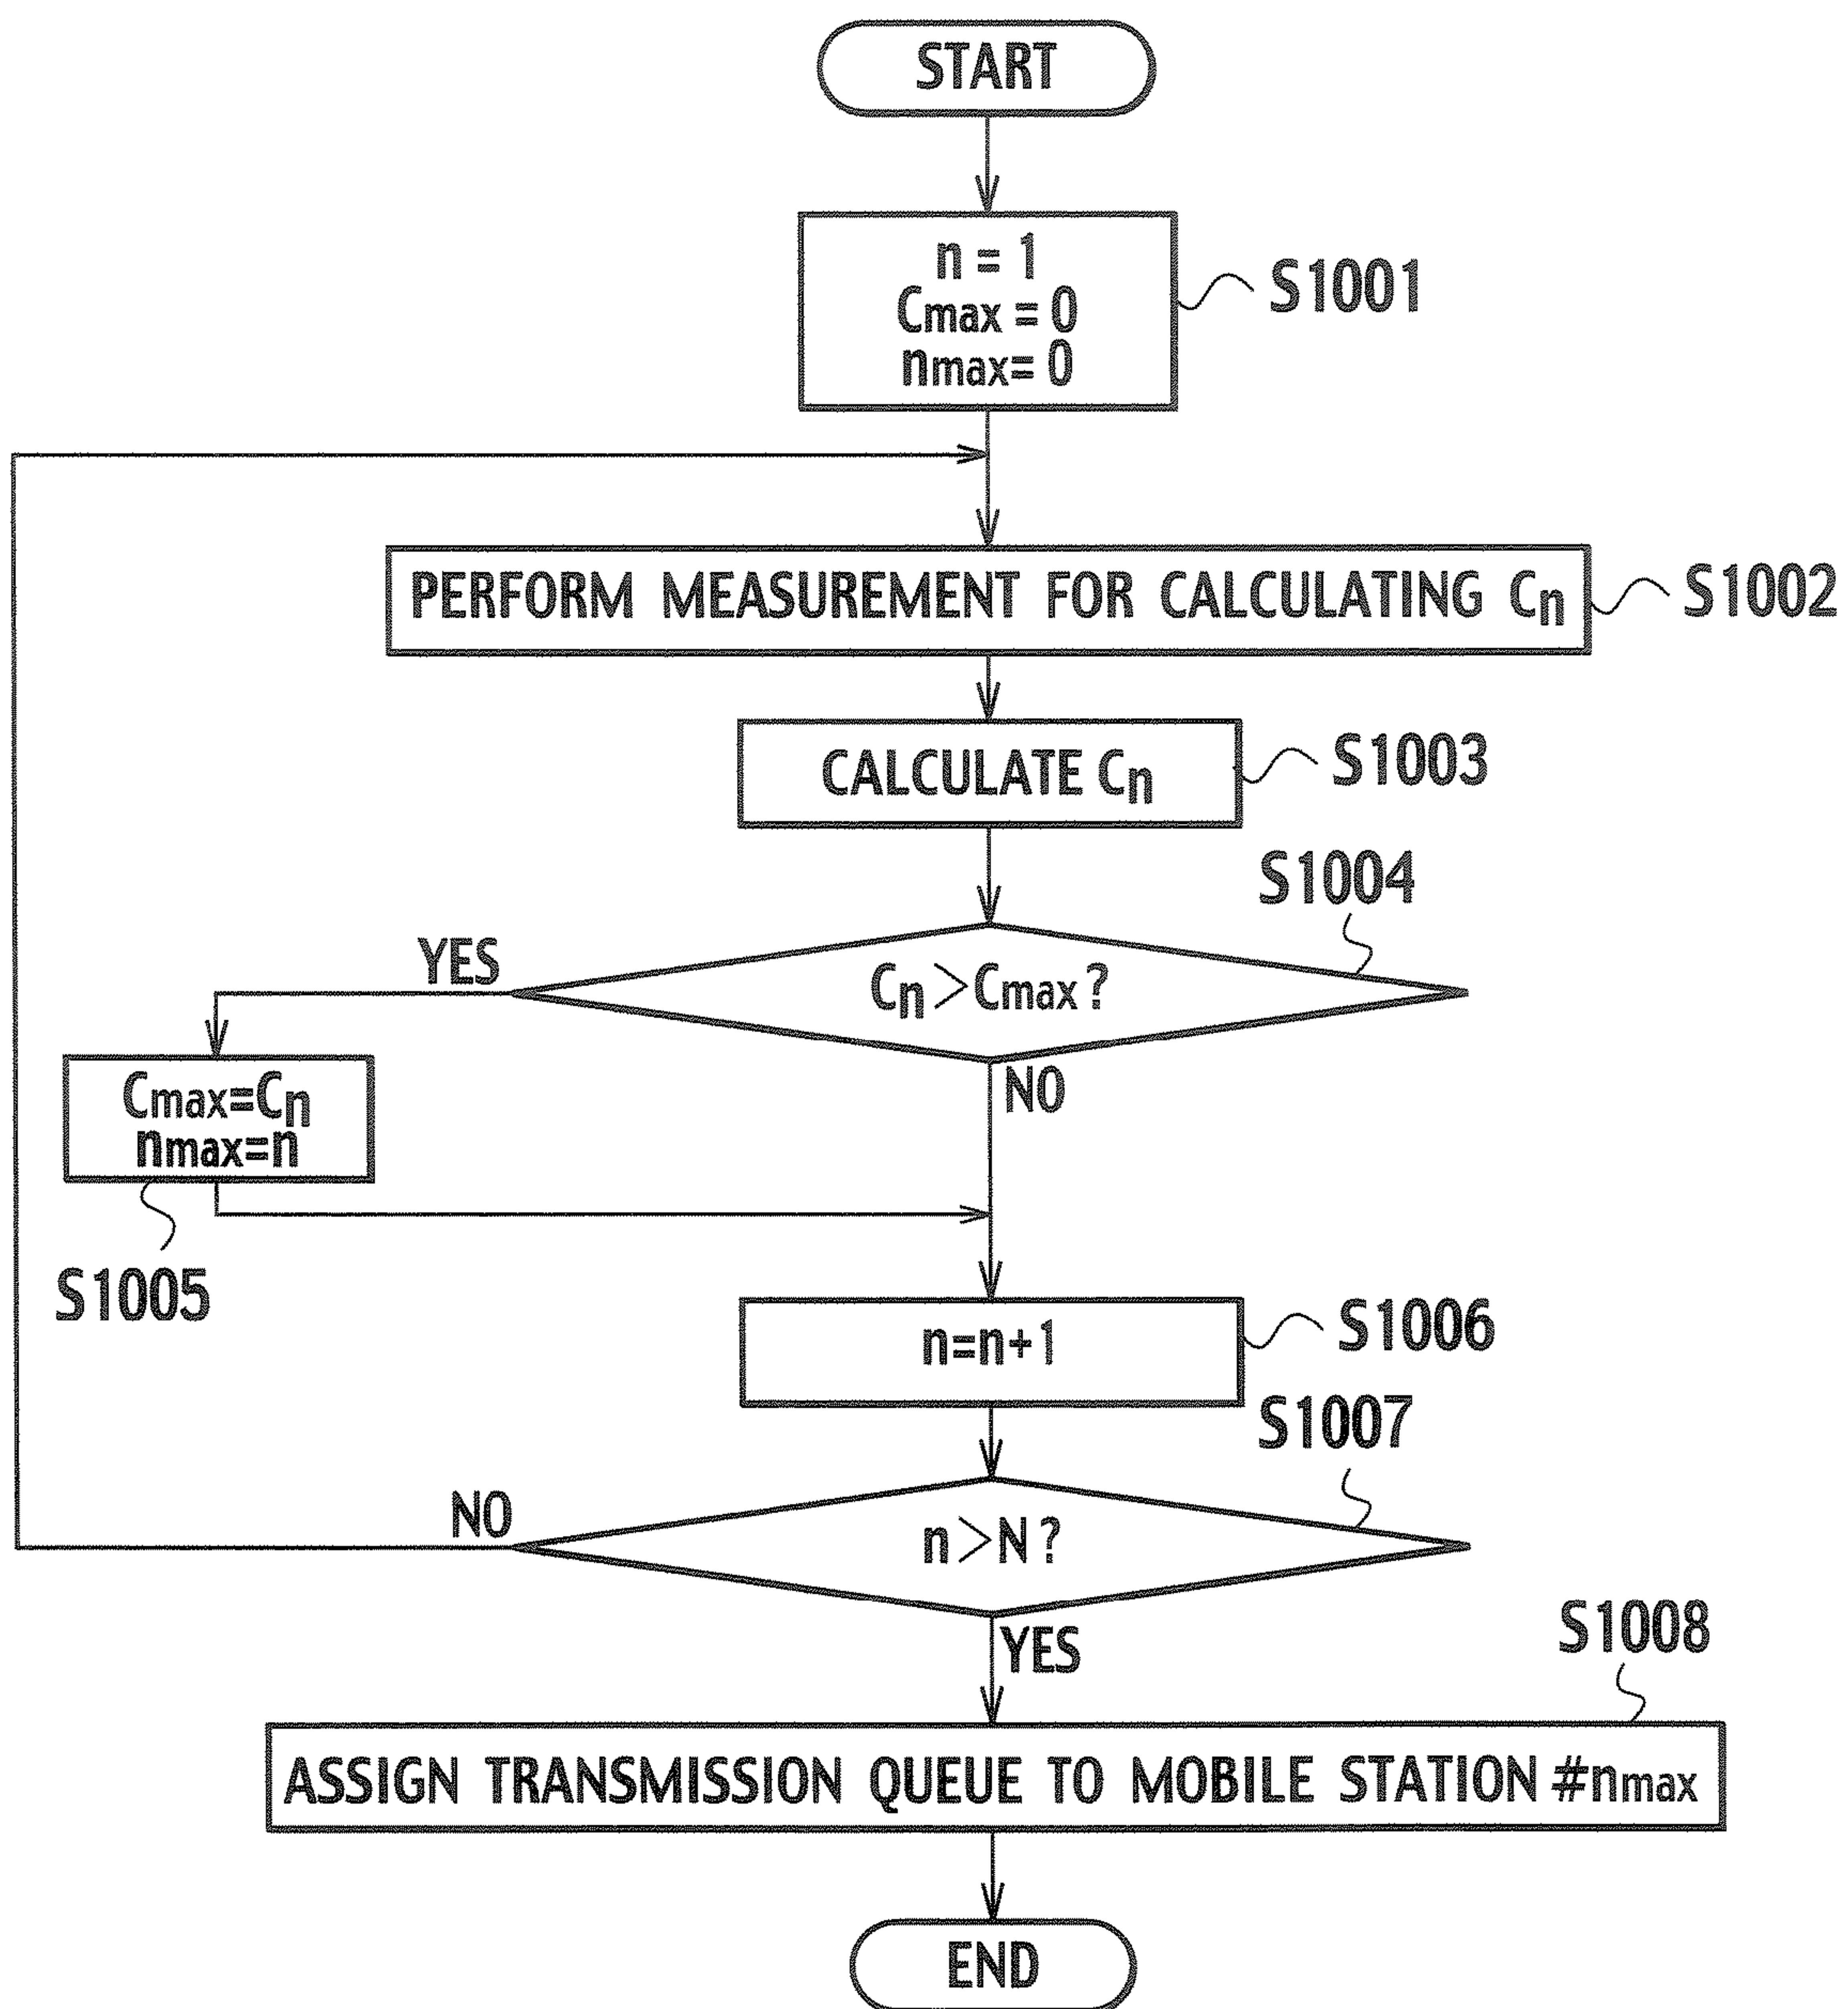 START
n = 1
Cmax = 0
nmax= 0
S1001
PERFORM MEASUREMENT FOR CALCULATING Cn
S1002
CALCULATE Cn
S1003
S1004
YES
Cn>Cmax?
NO
Cmax=Cn
nmax=n
S1005
n=n+1
S1006
S1007
NO
n>N?
YES
S1008
ASSIGN TRANSMISSION QUEUE TO MOBILE STATION #nmax
END